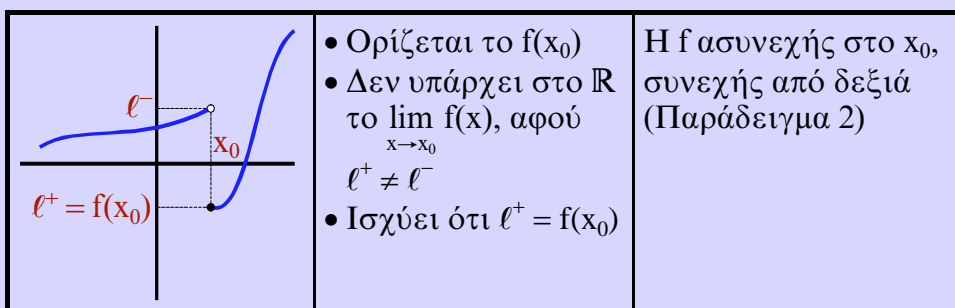 ℓ⁻
x₀
ℓ⁺ = f(x₀)
• Ορίζεται το f(x₀)
• Δεν υπάρχει στο ℝ
το lim f(x), αφού
x→x₀
ℓ⁺ ≠ ℓ⁻
• Ισχύει ότι ℓ⁺ = f(x₀)
Η f ασυνεχής στο x₀,
συνεχής από δεξιά
(Παράδειγμα 2)